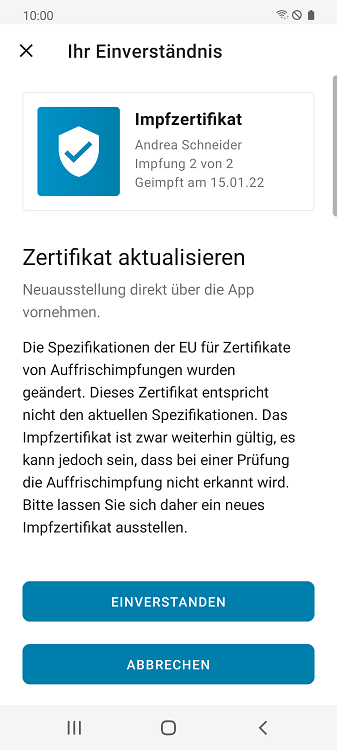 10:00
Ihr Einverständnis
Impfzertifikat
Andrea Schneider
Impfung 2 von 2
Geimpft am 15.01.22
Zertifikat aktualisieren
Neuausstellung direkt über die App
vornehmen.
Die Spezifikationen der EU für Zertifikate
von Auffrischimpfungen wurden
geändert. Dieses Zertifikat entspricht
nicht den aktuellen Spezifikationen. Das
Impfzertifikat ist zwar weiterhin gültig, es
kann jedoch sein, dass bei einer Prüfung
die Auffrischimpfung nicht erkannt wird.
Bitte lassen Sie sich daher ein neues
Impfzertifikat ausstellen.
EINVERSTANDEN
ABBRECHEN